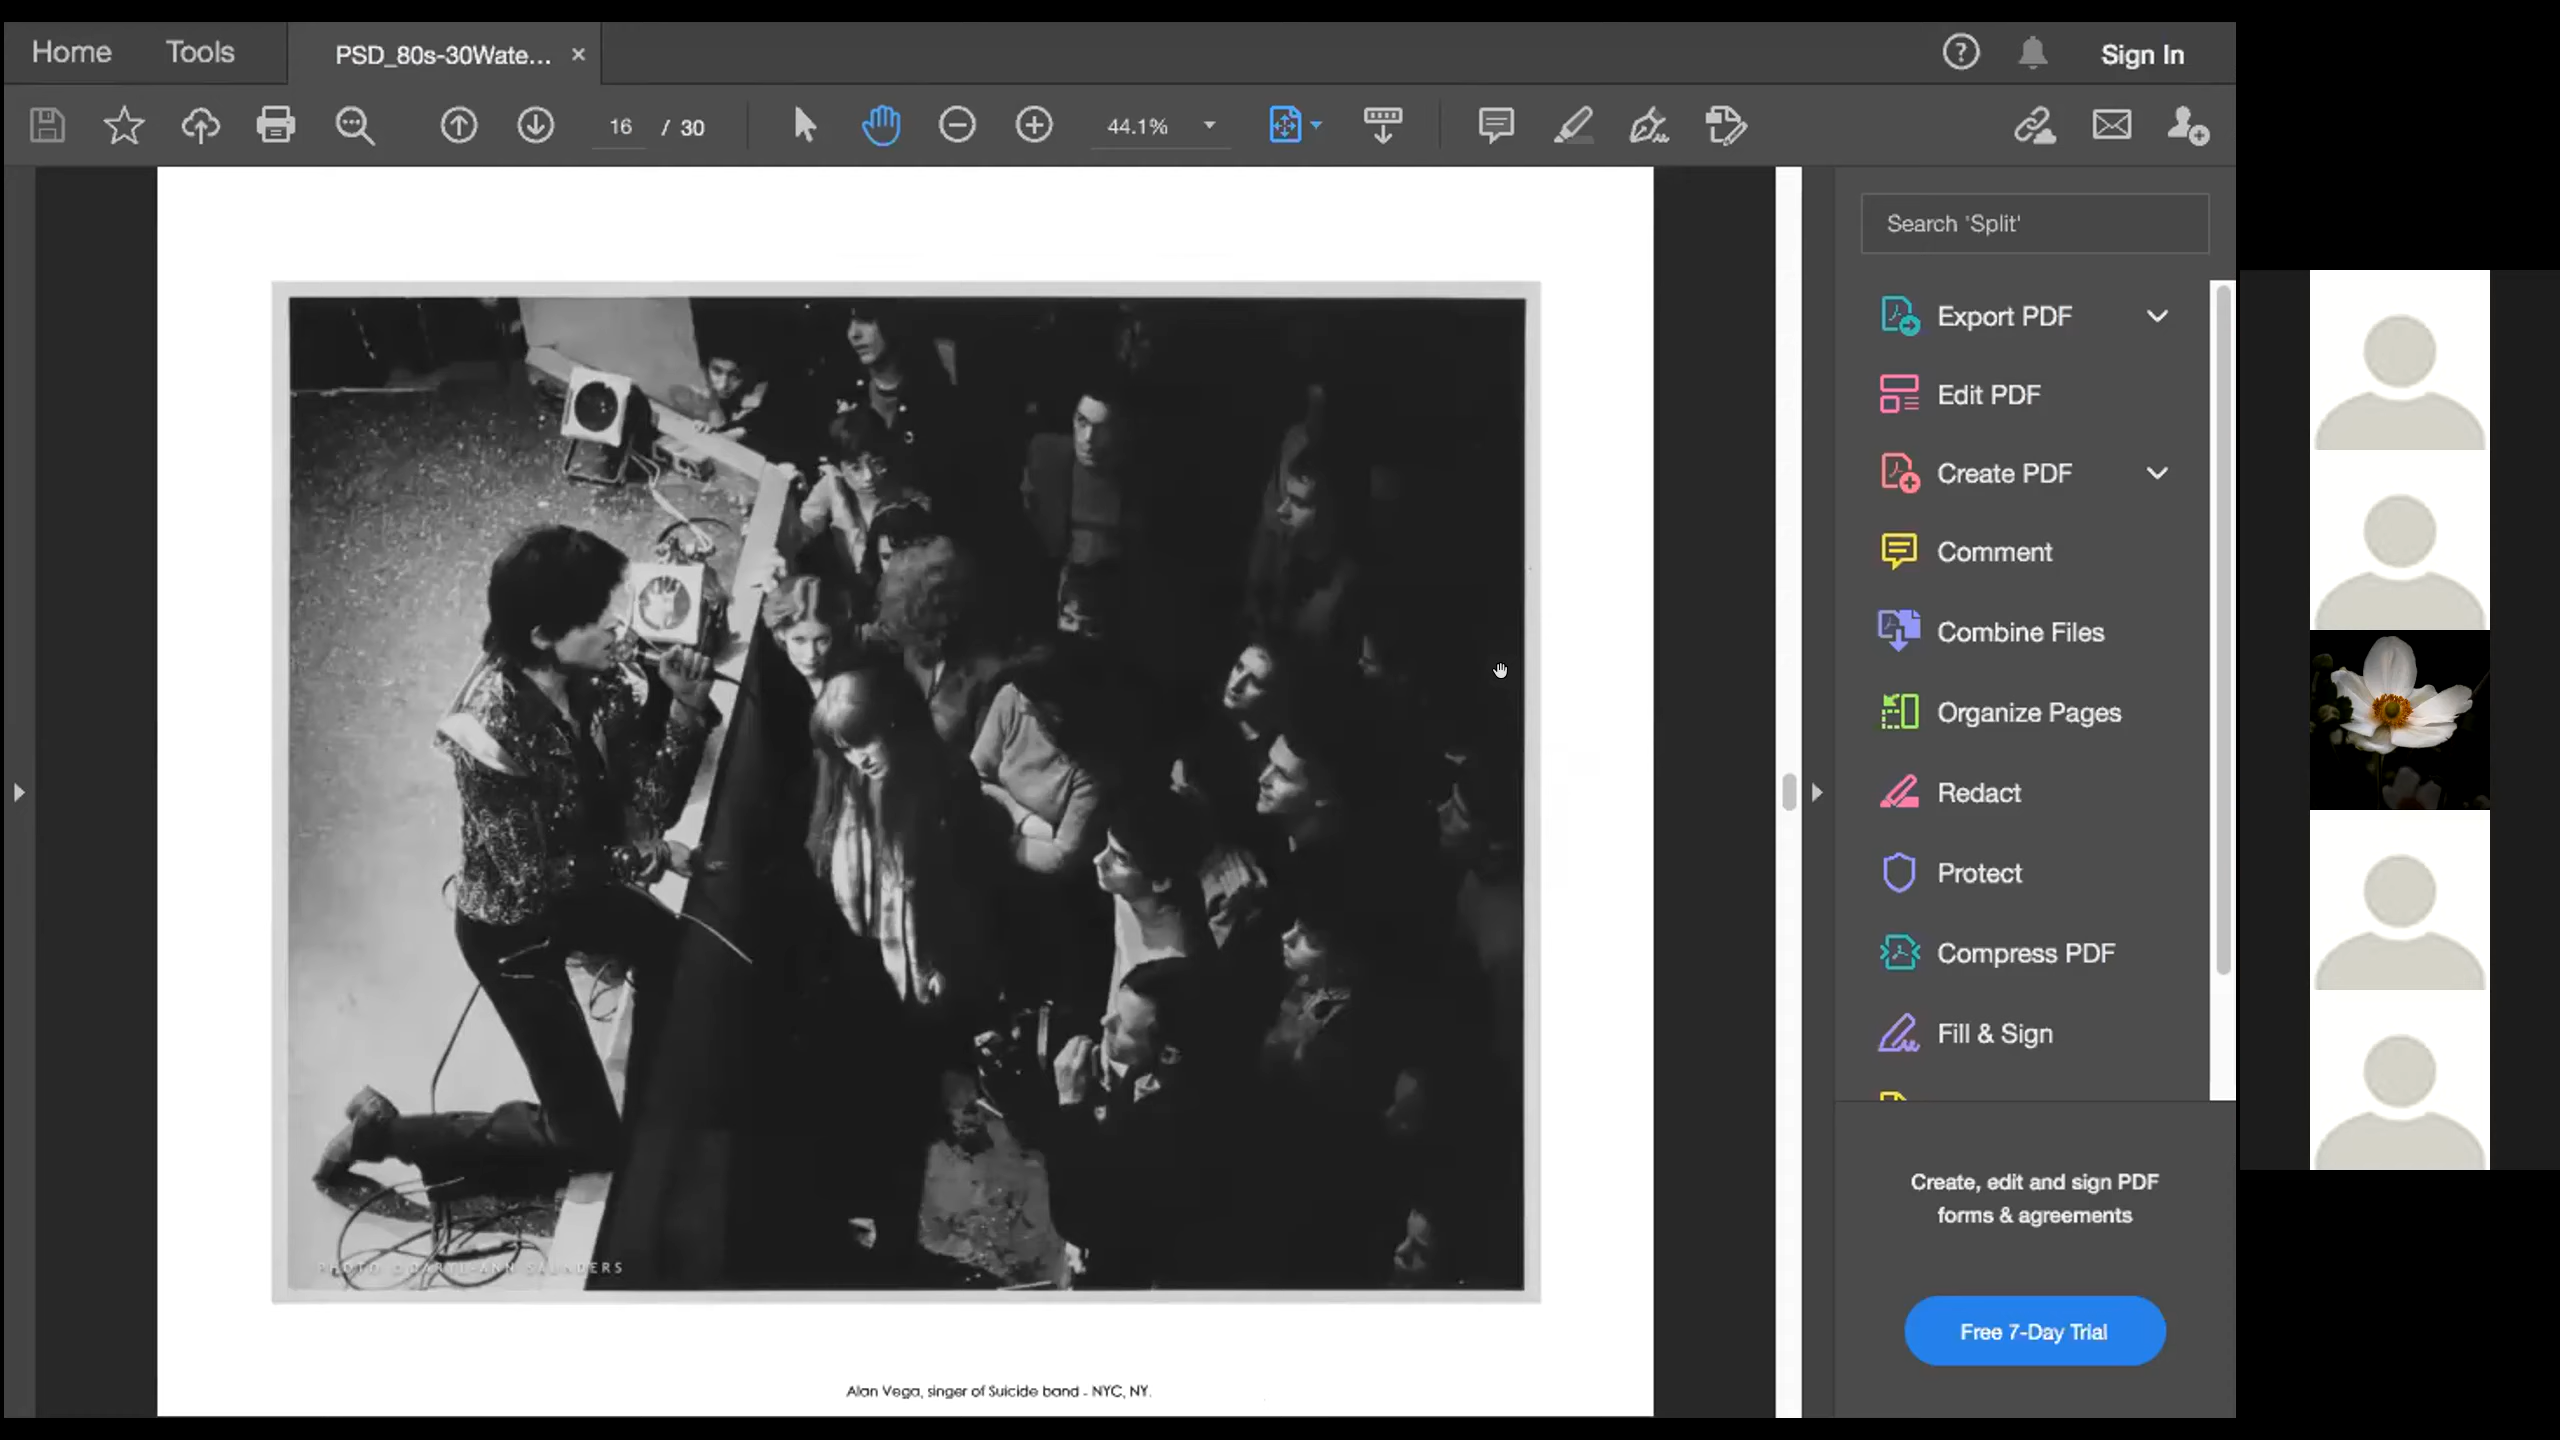 Home Tools PSD_80s-30Wate... × Sign In
16 / 30 44.1%
Search 'Split'
Export PDF
Edit PDF
Create PDF
Comment
Combine Files
Organize Pages
Redact
Protect
Compress PDF
Fill & Sign
Create, edit and sign PDF
forms & agreements
Free 7-Day Trial
SAUNDERS
Alan Vega, singer of Suicide band - NYC, NY.